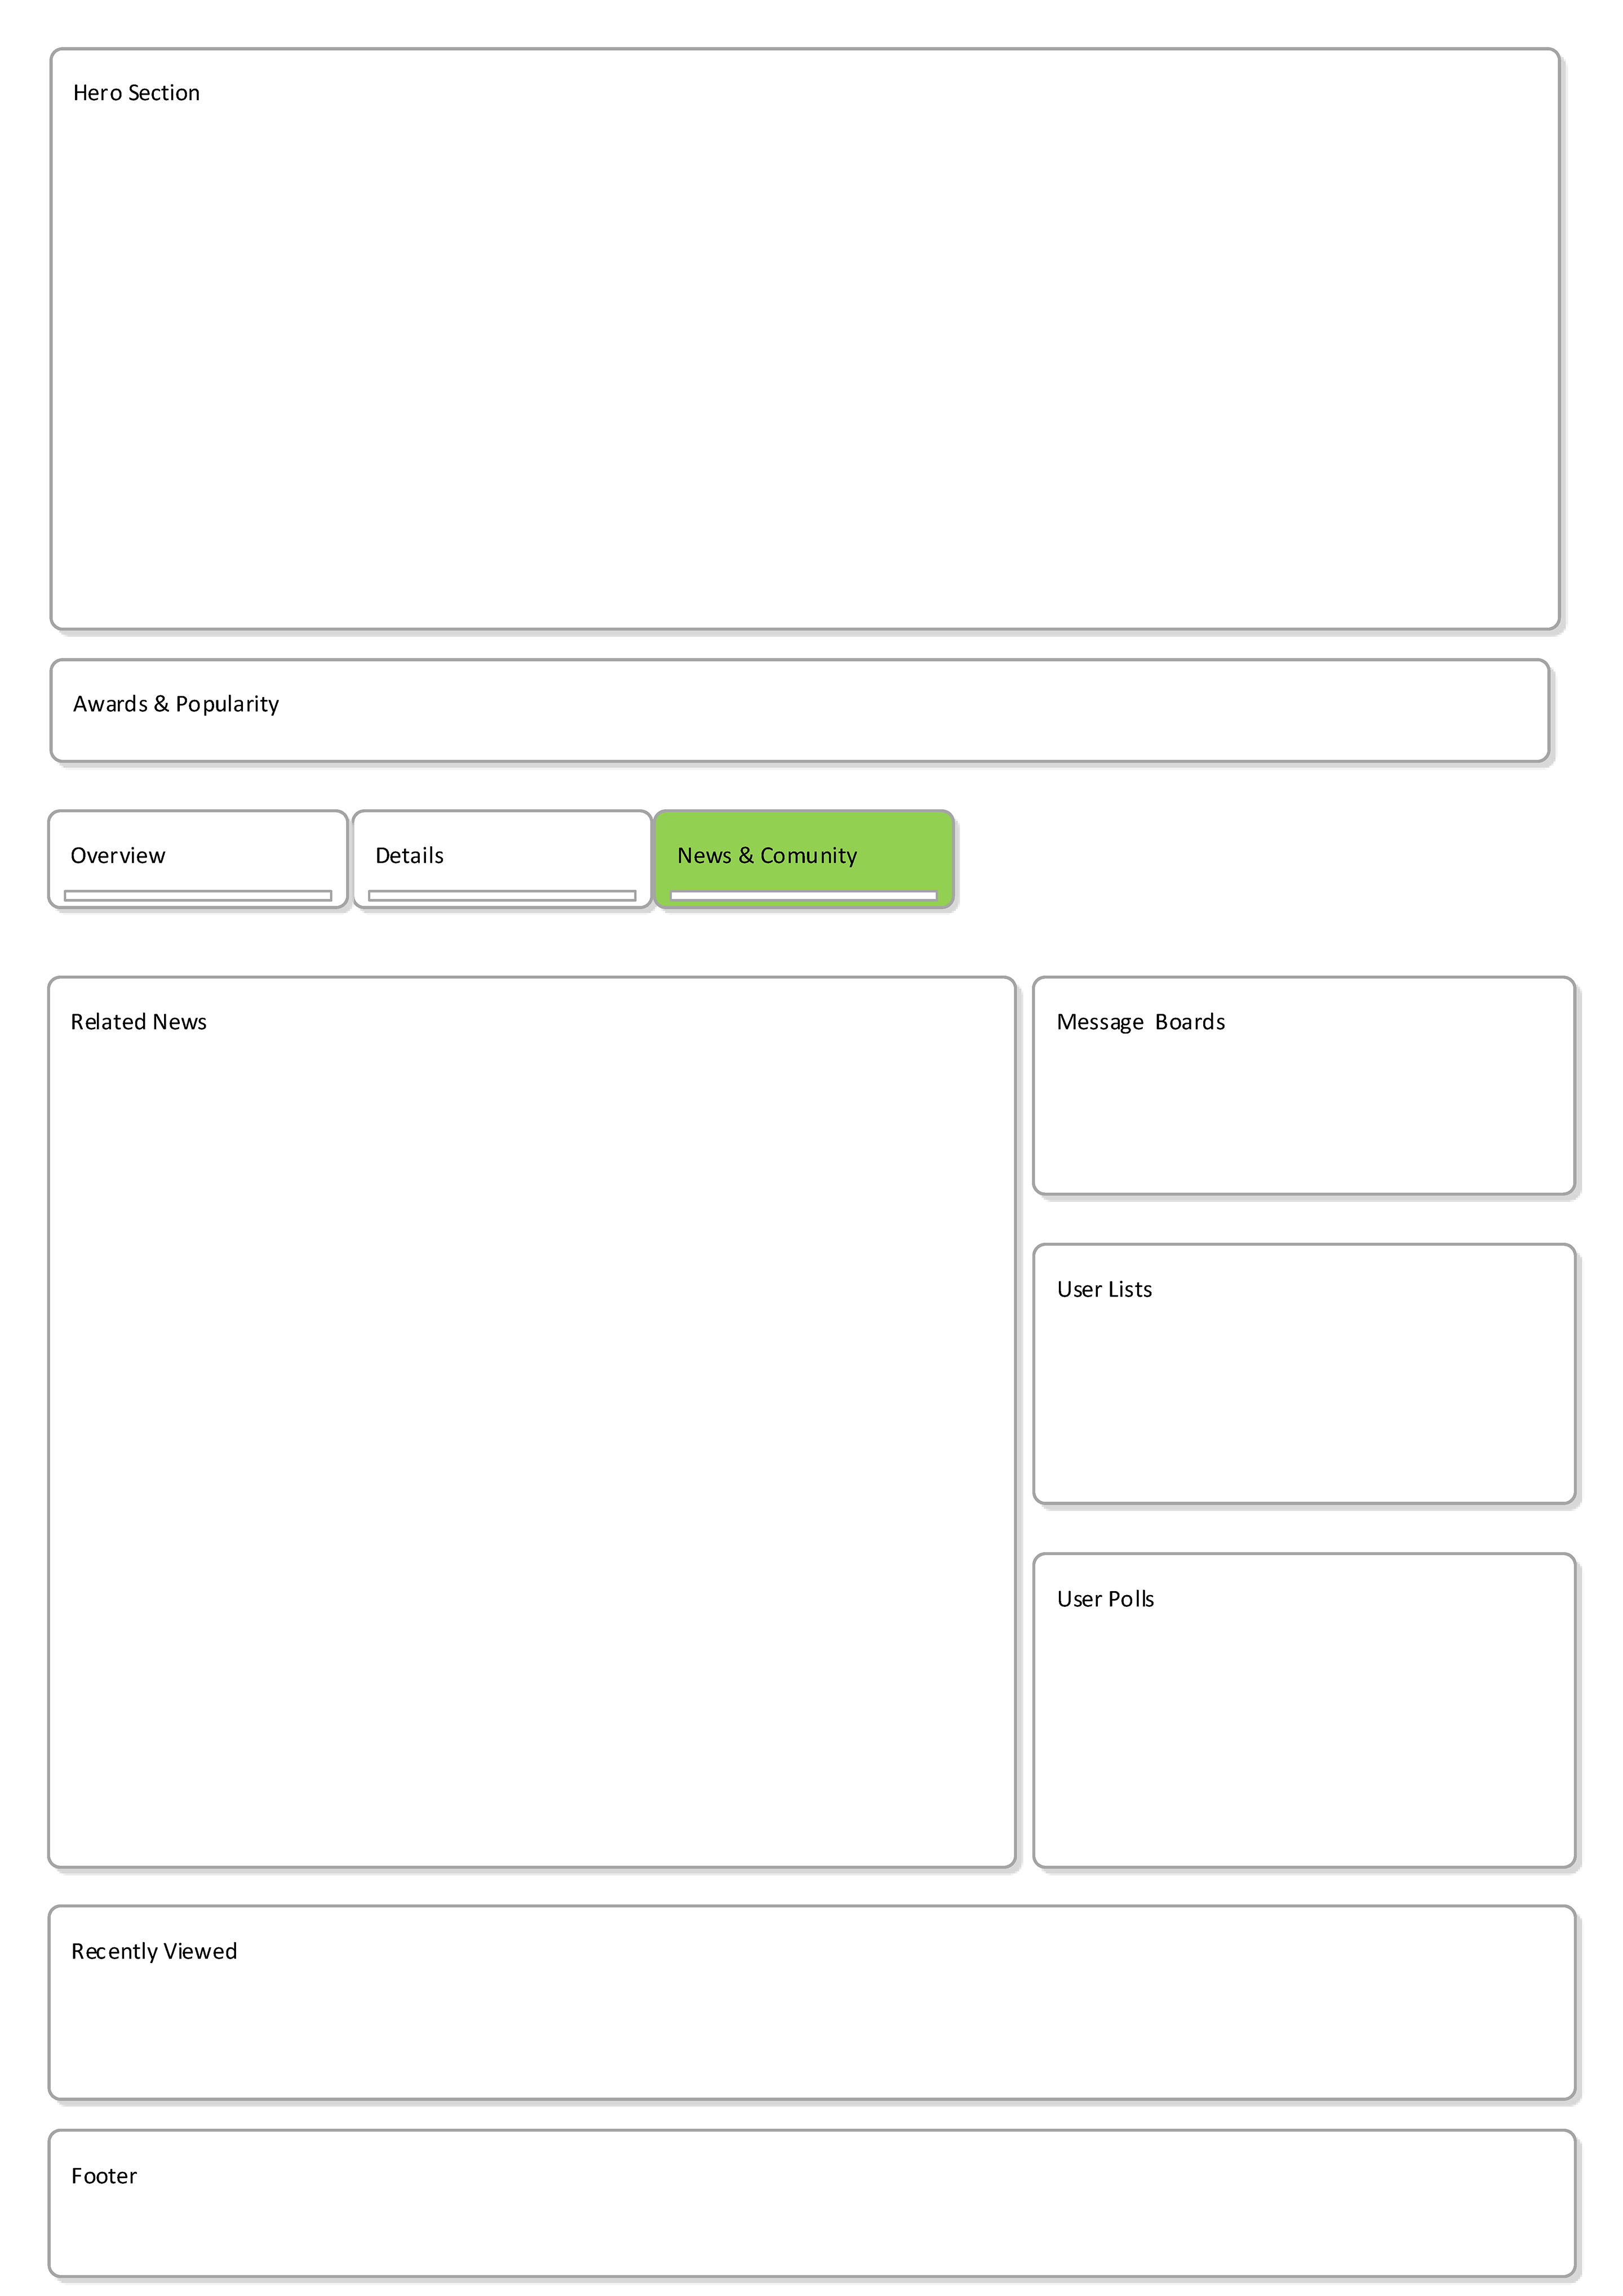 Hero Section
Awards & Popularity
Overview
Details
News & Comunity
Related News
Message Boards
User Lists
User Polls
Recently Viewed
Footer